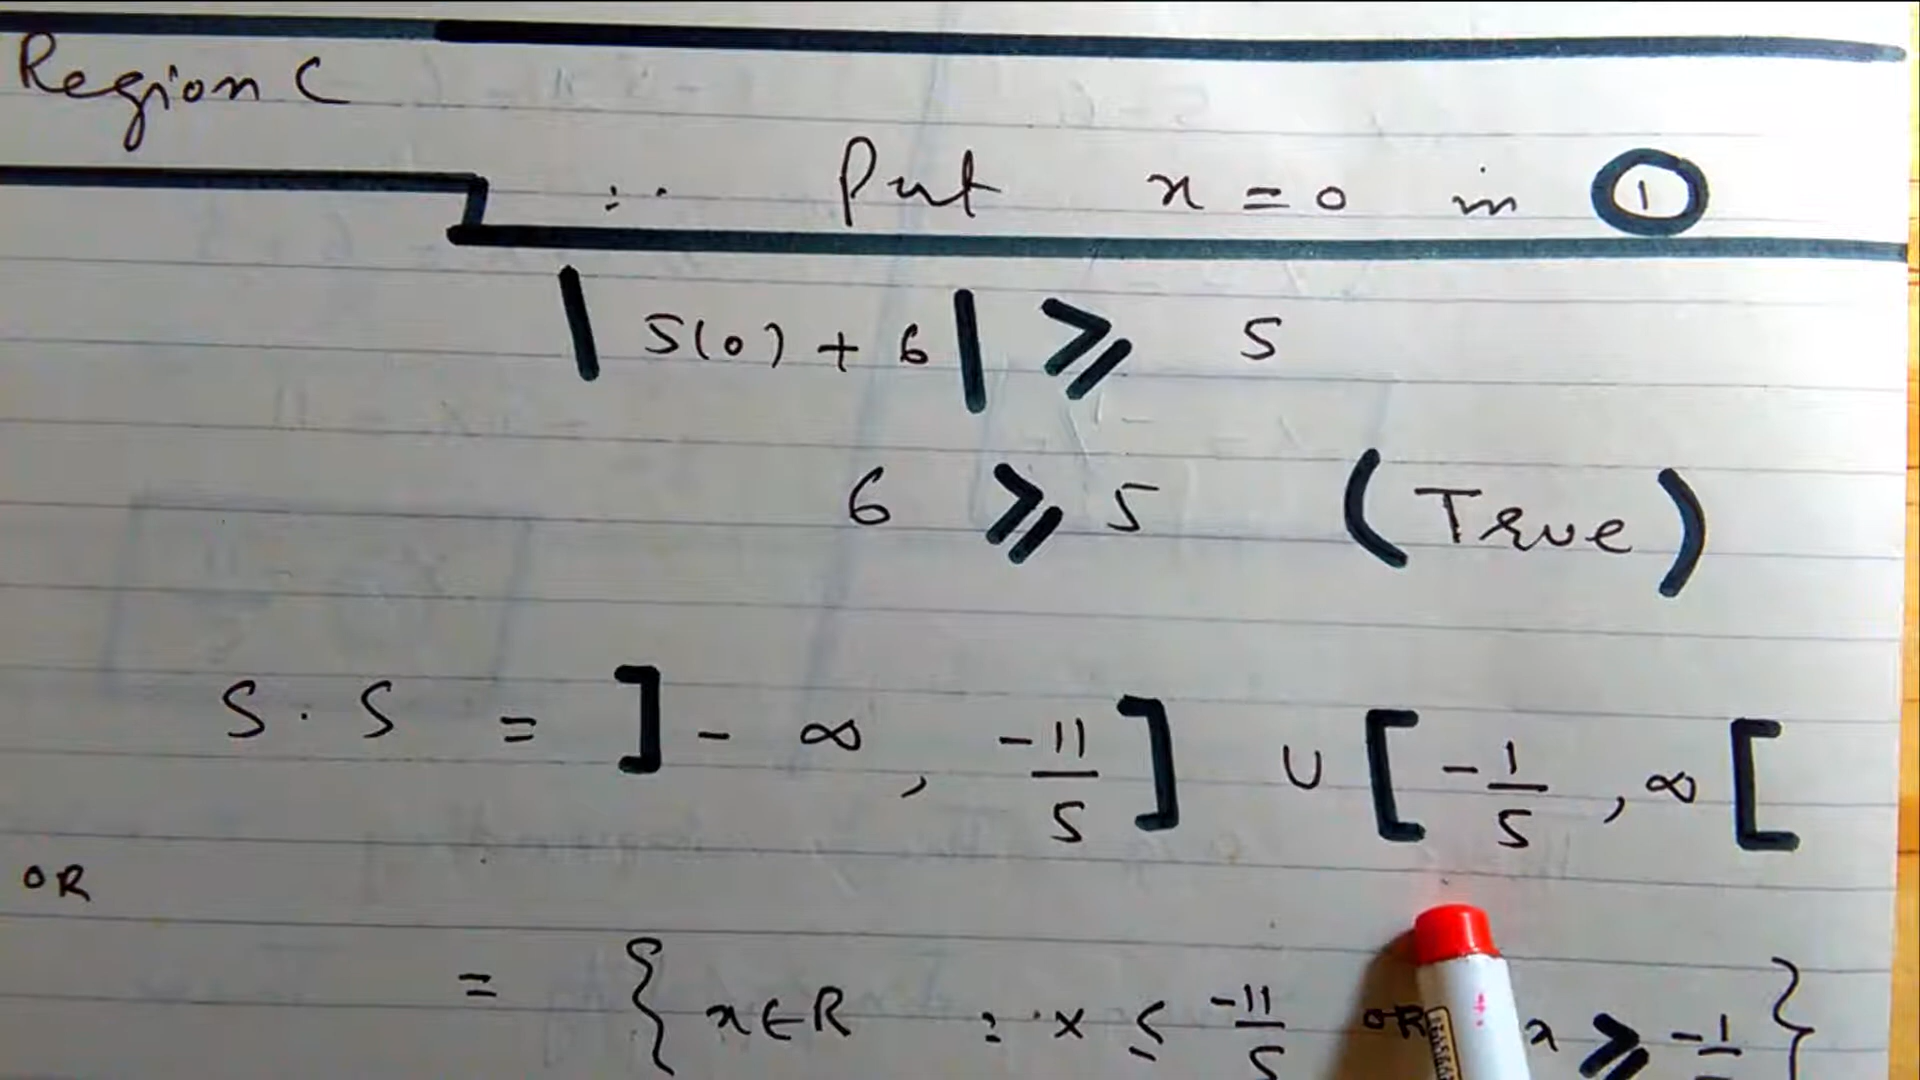 Region C
∴ Put x = 0 in ①
| 5(0) + 6 | ⩾ 5
6 ⩾ 5 (True)
S . S = ] - ∞ , -11/5 ] ∪ [ -1/5 , ∞ [
OR
= { x ∈ R : x ≤ -11/5 OR x ⩾ -1 }